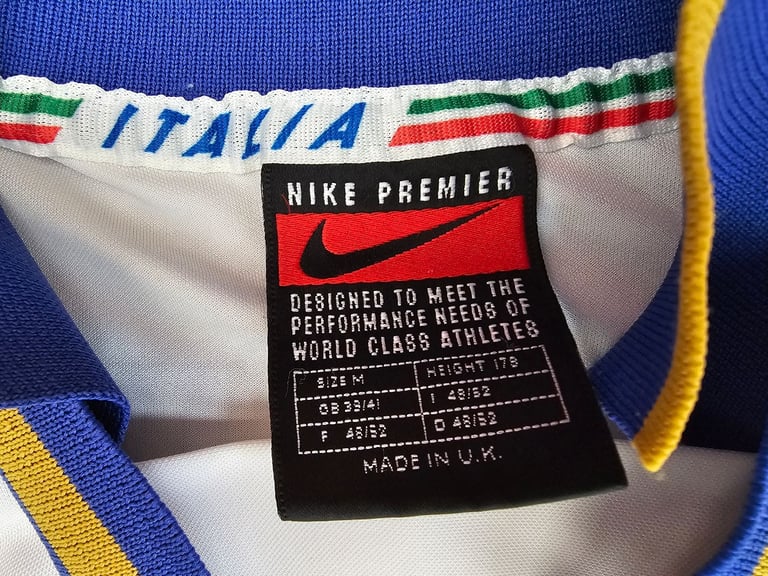 ITALIA
NIKE PREMIER
DESIGNED TO MEET THE
PERFORMANCE NEEDS OF
WORLD CLASS ATHLETES
SIZE M HEIGHT 178
GB 39/41 I 48/52
F 48/52 D 48/52
MADE IN U.K.